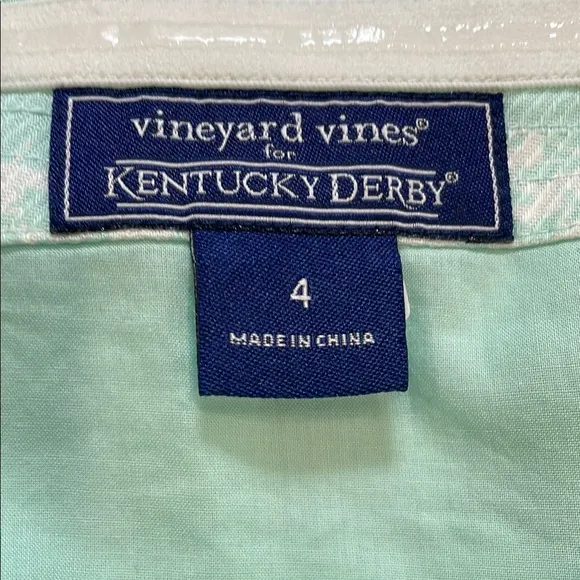 vineyard vines®
for
KENTUCKY DERBY®
4
MADE IN CHINA